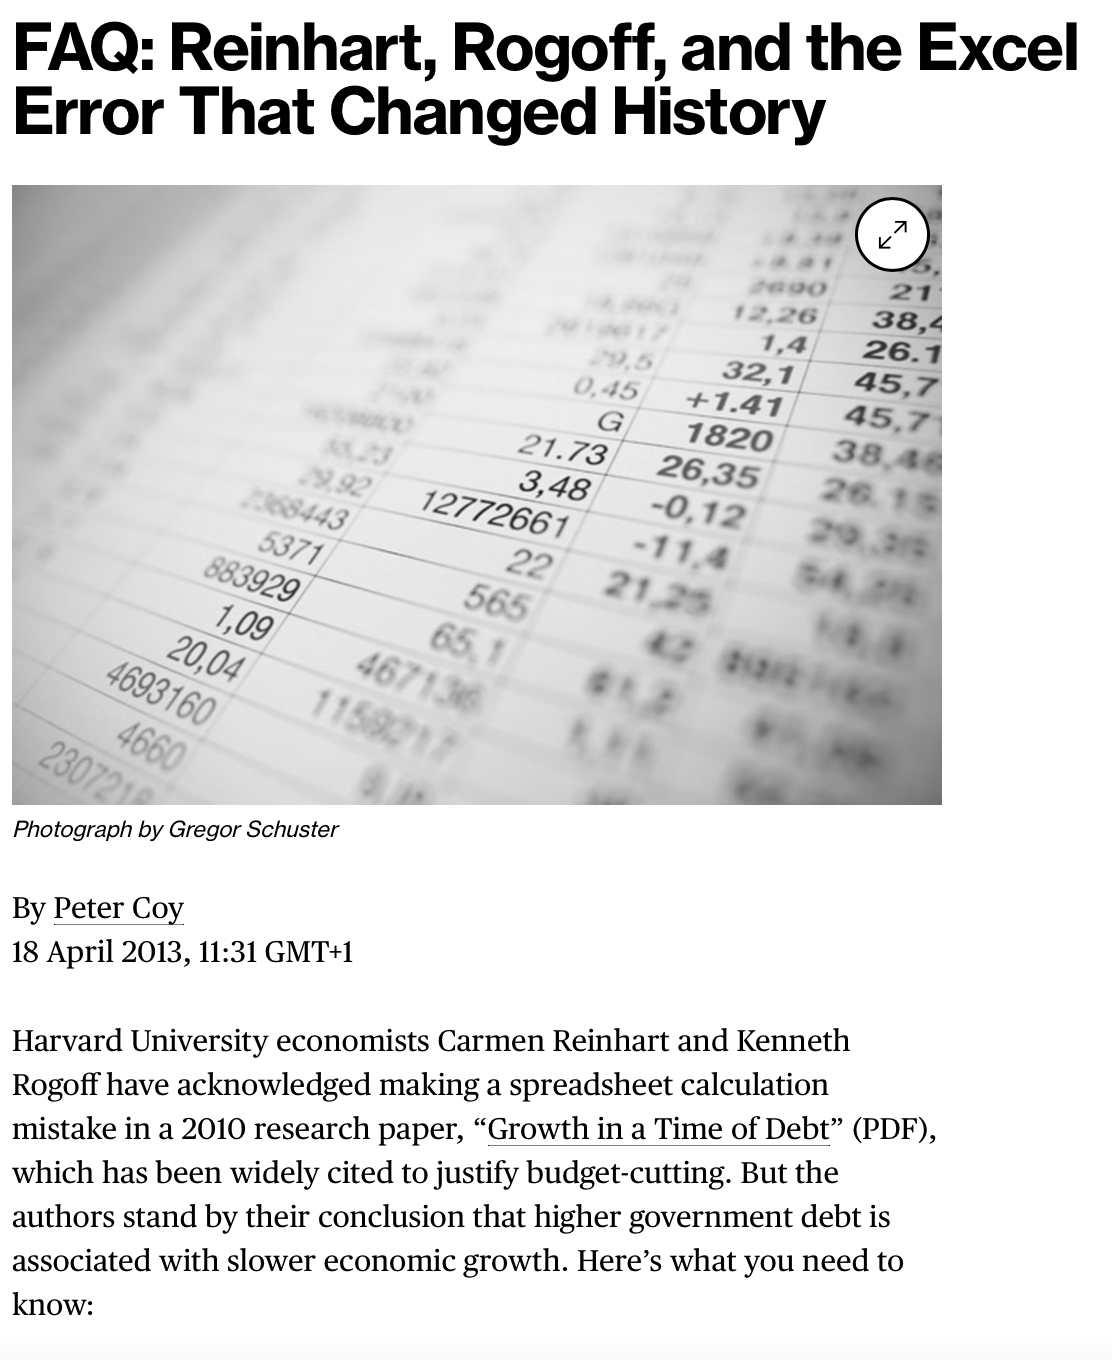 FAQ: Reinhart, Rogoff, and the Excel
Error That Changed History
21
2690
12,26
38,4
1,4
26.1
29,5
32,1
45,7
0,45
+1.41
45,7
G
1820
38,46
21.73
26,35
26.15
3,48
-0,12
29,92
12772661
-11,4
2368443
22
21,25
5371
565
883929
65,1
42
1,09
467136
61,2
20,04
1159217
4693160
4660
230721
Photograph by Gregor Schuster
By Peter Coy
18 April 2013, 11:31 GMT+1
Harvard University economists Carmen Reinhart and Kenneth
Rogoff have acknowledged making a spreadsheet calculation
mistake in a 2010 research paper, “Growth in a Time of Debt” (PDF),
which has been widely cited to justify budget-cutting. But the
authors stand by their conclusion that higher government debt is
associated with slower economic growth. Here’s what you need to
know: